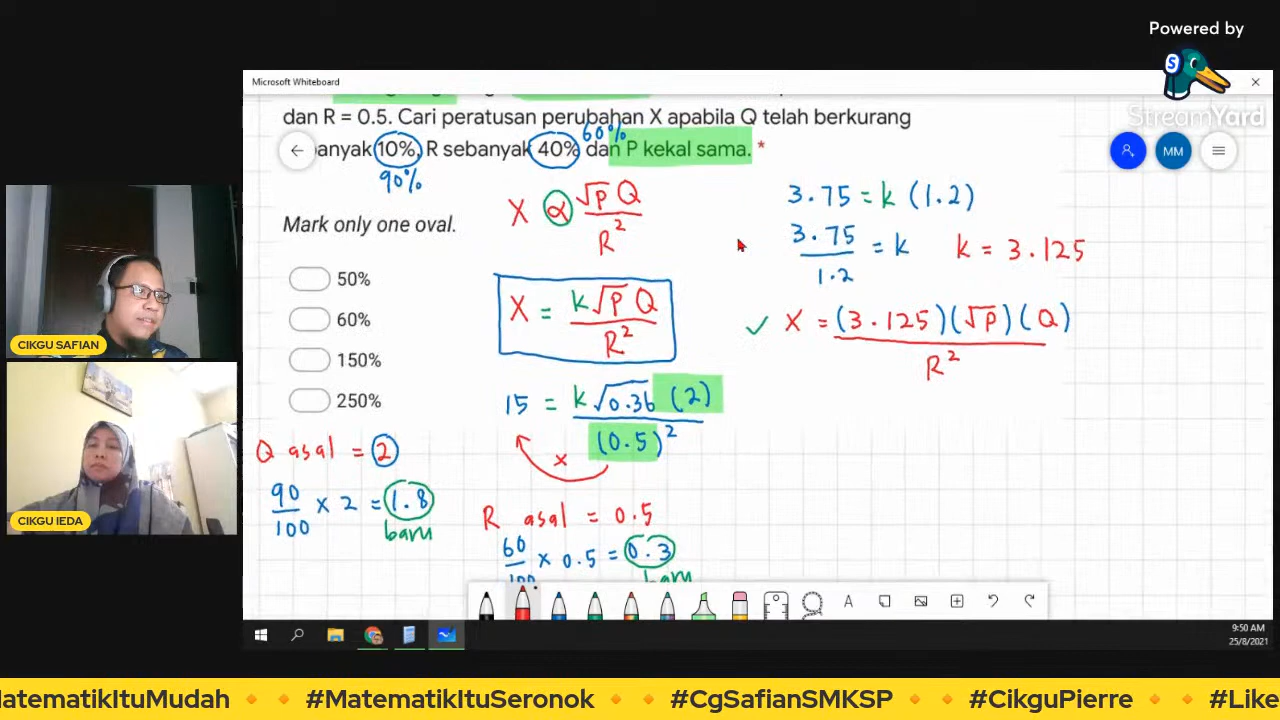 Powered by
StreamYard
Microsoft Whiteboard
dan R = 0.5. Cari peratusan perubahan X apabila Q telah berkurang
banyak 10%, R sebanyak 40% dan P kekal sama. *
60%
90%
Mark only one oval.
50%
60%
150%
250%
X ∝ √P Q / R²
X = k√P Q / R²
15 = k√0.36 (2) / (0.5)²
x
3.75 = k (1.2)
3.75 / 1.2 = k k = 3.125
✓ X = (3.125)(√P)(Q) / R²
Q asal = 2
90/100 x 2 = 1.8
baru
R asal = 0.5
60/100 x 0.5 = 0.3
baru
CIKGU SAFIAN
CIKGU IEDA
MM
A
9:50 AM
25/8/2021
MatematikItuMudah #MatematikItuSeronok #CgSafianSMKSP #CikguPierre #Like